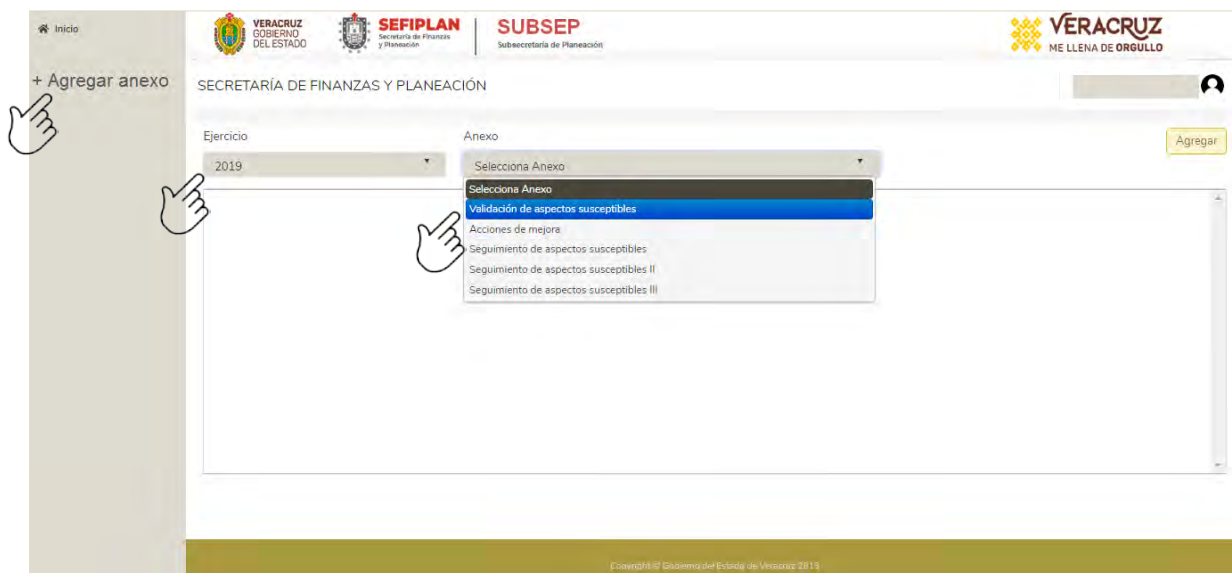 Inicio
VERACRUZ
GOBIERNO
DEL ESTADO
SEFIPLAN
Secretaría de Finanzas
y Planeación
SUBSEP
Subsecretaría de Planeación
VERACRUZ
ME LLENA DE ORGULLO
+ Agregar anexo
SECRETARÍA DE FINANZAS Y PLANEACIÓN
Ejercicio
Anexo
Agregar
2019
Selecciona Anexo
Selecciona Anexo
Validación de aspectos susceptibles
Acciones de mejora
Seguimiento de aspectos susceptibles
Seguimiento de aspectos susceptibles II
Seguimiento de aspectos susceptibles III
Copyright © Gobierno del Estado de Veracruz 2019